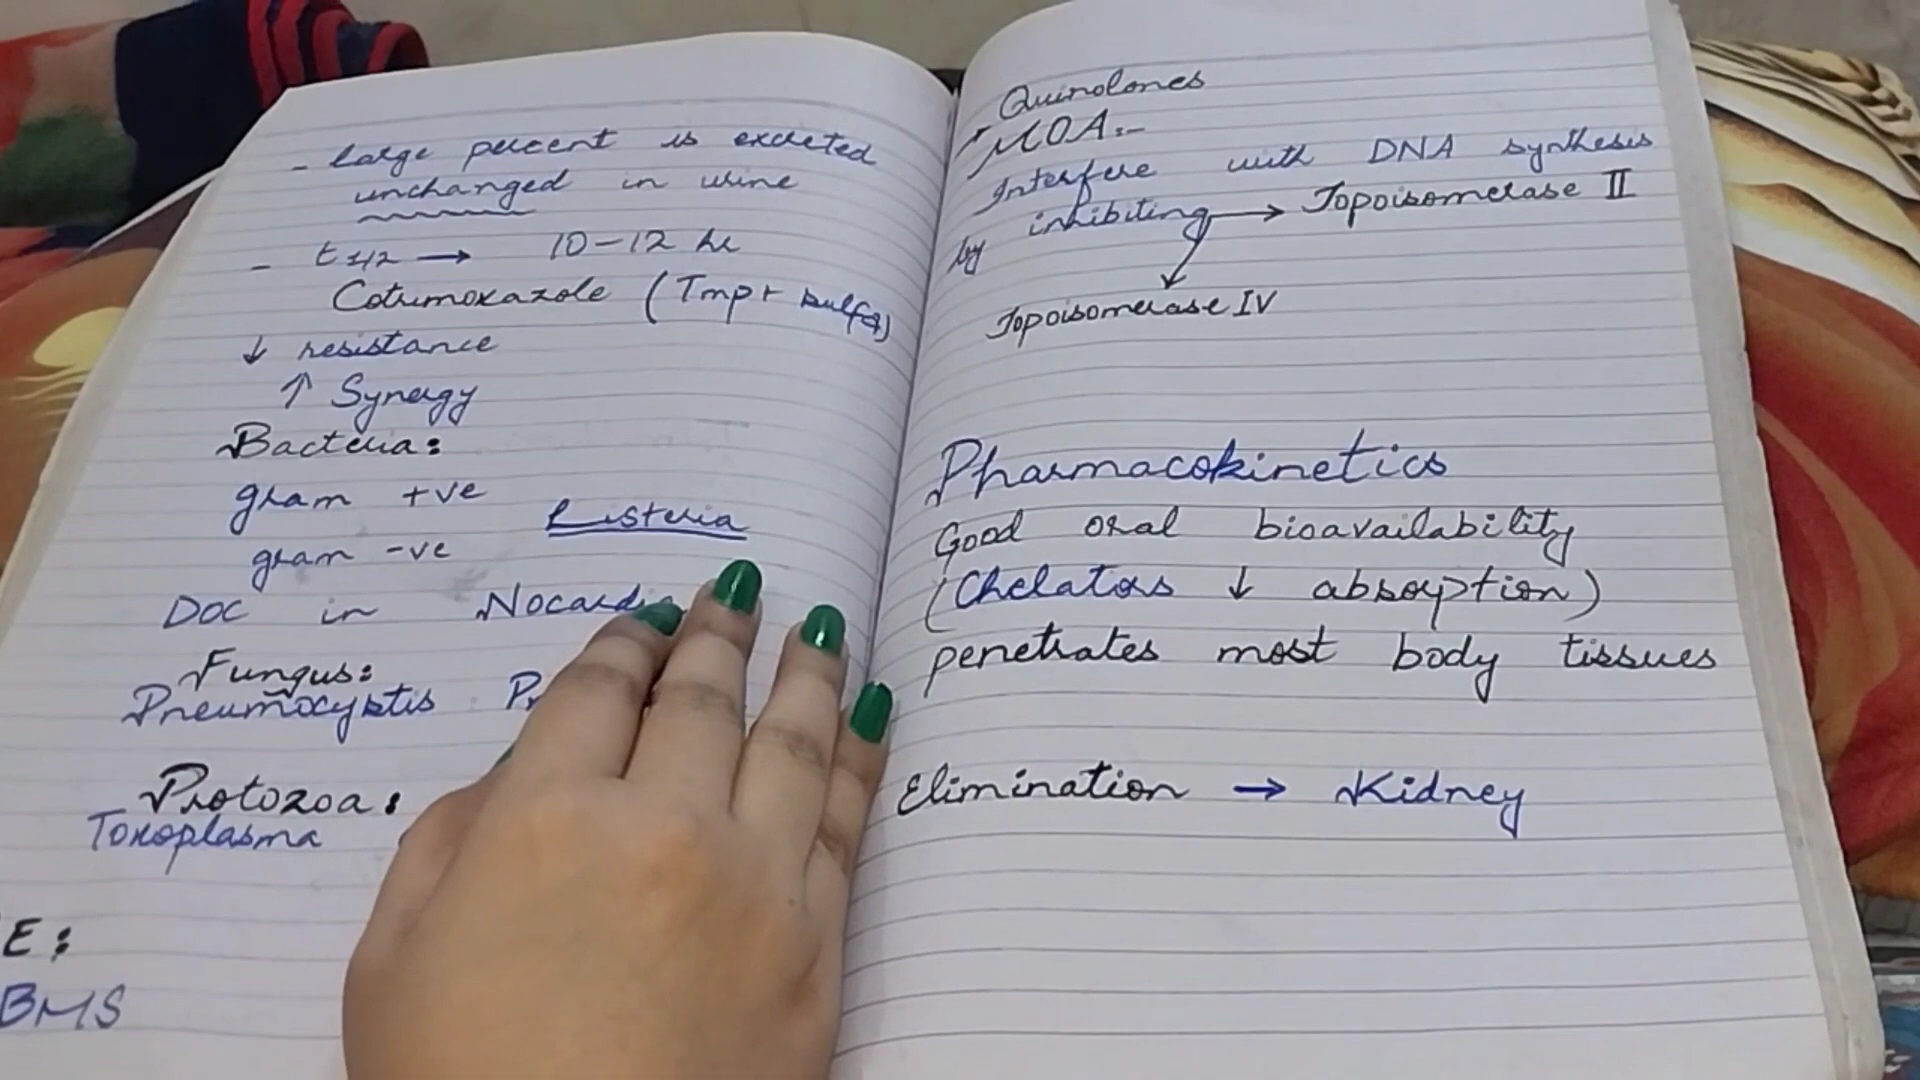 - large percent is excreted
unchanged in urine
- t 1/2 → 10-12 hr
Cotrimoxazole (Tmp + sulfa)
↓ resistance
↑ Synergy
Bacteria:
gram +ve
Listeria
gram -ve
DOC in Nocardia
Fungus:
Pneumocystis
Protozoa:
Toxoplasma
E:
BMS
Quinolones
MOA:-
Interfere with DNA synthesis
by inhibiting → Topoisomerase II
↓
Topoisomerase IV
Pharmacokinetics
Good oral bioavailability
(Chelators ↓ absorption)
penetrates most body tissues
Elimination → Kidney